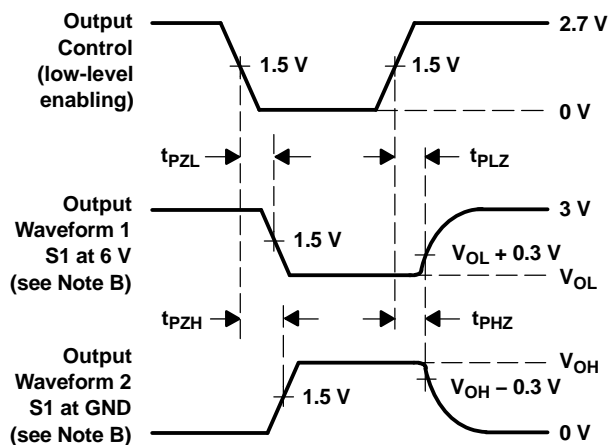 Output
Control
(low-level
enabling)
1.5 V
1.5 V
2.7 V
0 V
tPZL
tPLZ
Output
Waveform 1
S1 at 6 V
(see Note B)
1.5 V
3 V
VOL + 0.3 V
VOL
tPZH
tPHZ
Output
Waveform 2
S1 at GND
(see Note B)
1.5 V
VOH
VOH – 0.3 V
0 V